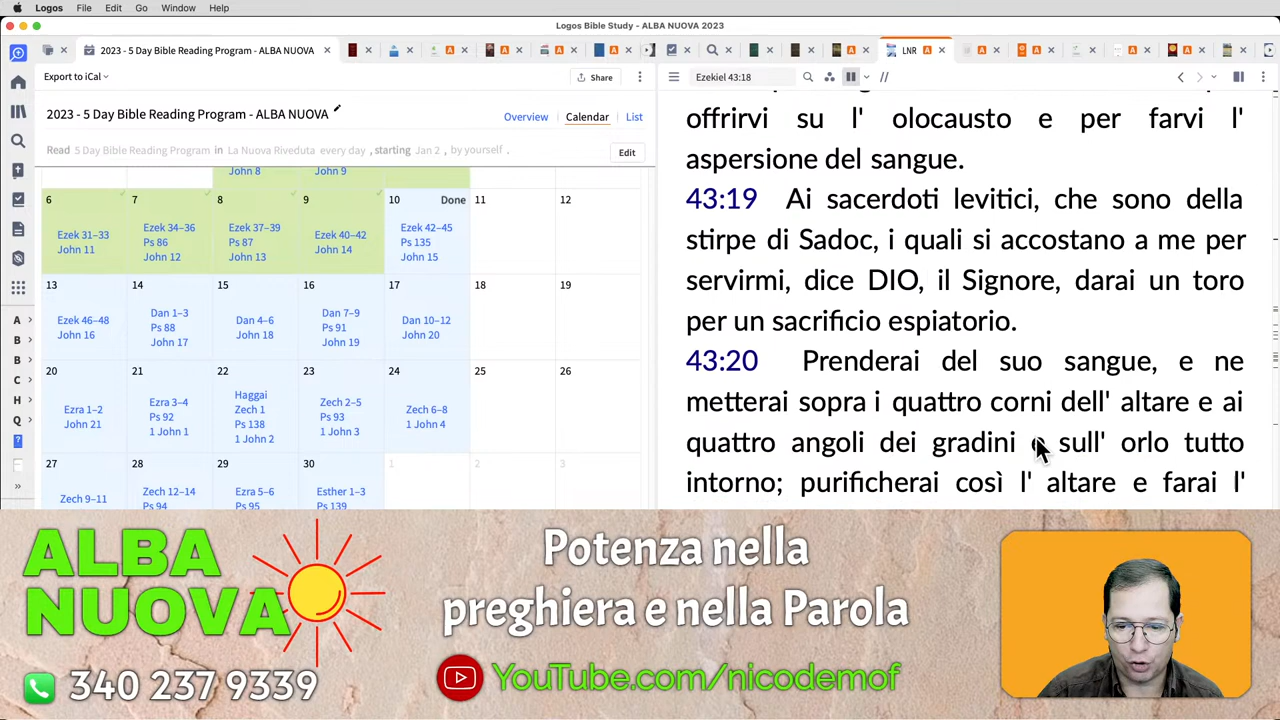 Logos File Edit Go Window Help
Logos Bible Study - ALBA NUOVA 2023
2023 - 5 Day Bible Reading Program - ALBA NUOVA
LNR
Export to iCal
Share
Ezekiel 43:18
2023 - 5 Day Bible Reading Program - ALBA NUOVA
Overview Calendar List
Read 5 Day Bible Reading Program in La Nuova Riveduta every day , starting Jan 2 , by yourself .
Edit
John 8
John 9
6
Ezek 31–33
John 11
7
Ezek 34–36
Ps 86
John 12
8
Ezek 37–39
Ps 87
John 13
9
Ezek 40–42
John 14
10 Done
Ezek 42–45
Ps 135
John 15
11
12
13
Ezek 46–48
John 16
14
Dan 1–3
Ps 88
John 17
15
Dan 4–6
John 18
16
Dan 7–9
Ps 91
John 19
17
Dan 10–12
John 20
18
19
20
Ezra 1–2
John 21
21
Ezra 3–4
Ps 92
1 John 1
22
Haggai
Zech 1
Ps 138
1 John 2
23
Zech 2–5
Ps 93
1 John 3
24
Zech 6–8
1 John 4
25
26
27
Zech 9–11
28
Zech 12–14
Ps 94
29
Ezra 5–6
Ps 95
30
Esther 1–3
Ps 139
1
2
3
A
B
B
C
H
Q
offrirvi su l' olocausto e per farvi l'
aspersione del sangue.
43:19 Ai sacerdoti levitici, che sono della
stirpe di Sadoc, i quali si accostano a me per
servirmi, dice DIO, il Signore, darai un toro
per un sacrificio espiatorio.
43:20 Prenderai del suo sangue, e ne
metterai sopra i quattro corni dell' altare e ai
quattro angoli dei gradini e sull' orlo tutto
intorno; purificherai così l' altare e farai l'
ALBA
NUOVA
340 237 9339
Potenza nella
preghiera e nella Parola
YouTube.com/nicodemof